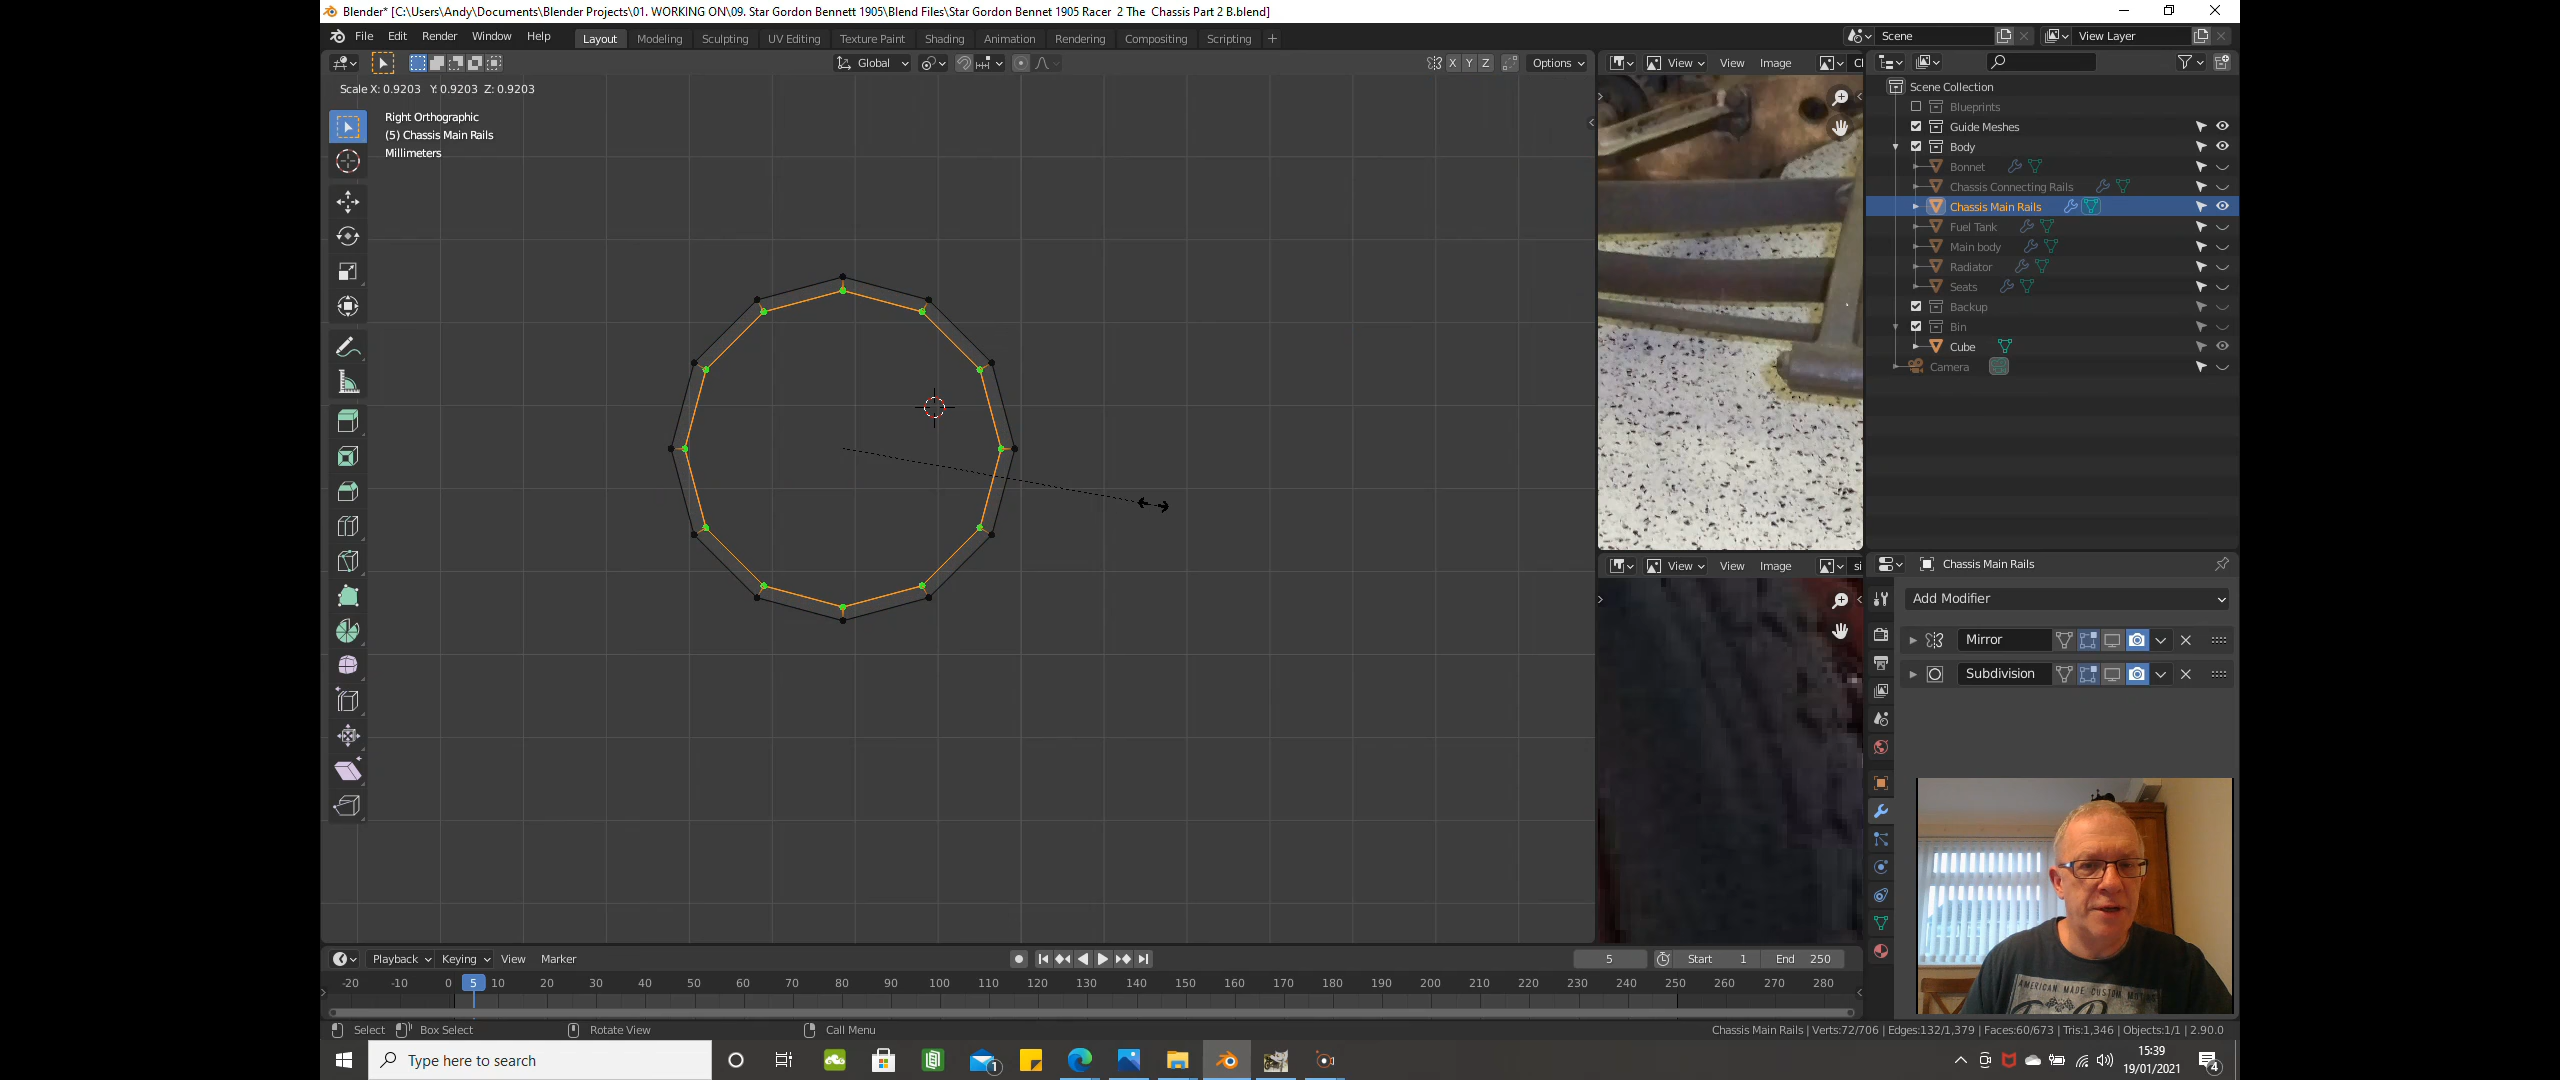 Blender* [C:\Users\Andy\Documents\Blender Projects\01. WORKING ON\09. Star Gordon Bennett 1905\Blend Files\Star Gordon Bennet 1905 Racer  2 The  Chassis Part 2 B.blend]
File Edit Render Window Help
Layout Modeling Sculpting UV Editing Texture Paint Shading Animation Rendering Compositing Scripting +
Scene
View Layer
Global
X Y Z
Options
View View Image
Scale X: 0.9203 Y: 0.9203 Z: 0.9203
Right Orthographic
(5) Chassis Main Rails
Millimeters
Scene Collection
Blueprints
Guide Meshes
Body
Bonnet
Chassis Connecting Rails
Chassis Main Rails
Fuel Tank
Main body
Radiator
Seats
Backup
Bin
Cube
Camera
View View Image si
Chassis Main Rails
Add Modifier
Mirror
Subdivision
AMERICAN MADE CUSTOM
Playback Keying View Marker
5 Start 1 End 250
-20 -10 0 5 10 20 30 40 50 60 70 80 90 100 110 120 130 140 150 160 170 180 190 200 210 220 230 240 250 260 270 280
Select Box Select Rotate View Call Menu
Chassis Main Rails | Verts:72/706 | Edges:132/1,379 | Faces:60/673 | Tris:1,346 | Objects:1/1 | 2.90.0
Type here to search
1
15:39
19/01/2021
4